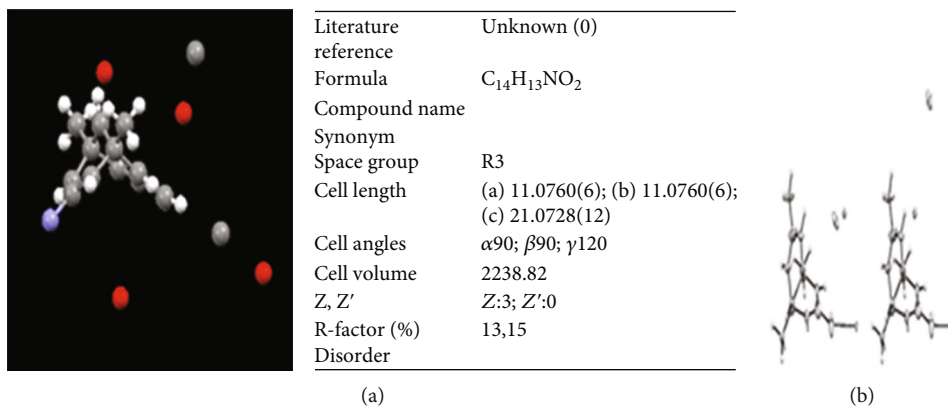 Literature Unknown (0)
reference
Formula C₁₄H₁₃NO₂
Compound name
Synonym
Space group R3
Cell length (a) 11.0760(6); (b) 11.0760(6);
(c) 21.0728(12)
Cell angles α90; β90; γ120
Cell volume 2238.82
Z, Z′ Z:3; Z′:0
R-factor (%) 13,15
Disorder
(a)
(b)